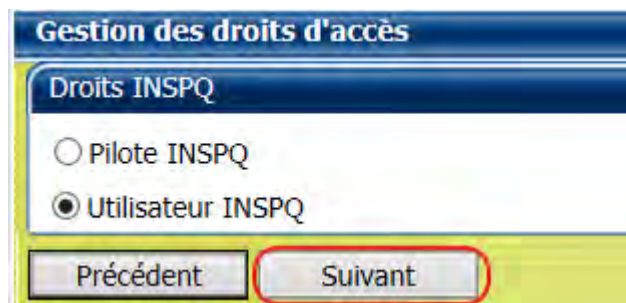 Gestion des droits d'accès
Droits INSPQ
Pilote INSPQ
Utilisateur INSPQ
Précédent Suivant